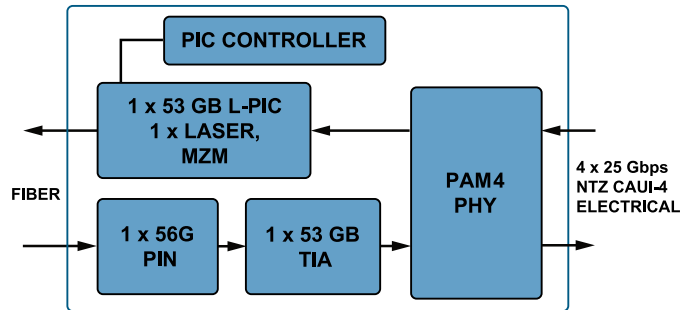 PIC CONTROLLER
1 x 53 GB L-PIC
1 x LASER,
MZM
PAM4
PHY
4 x 25 Gbps
NTZ CAUI-4
ELECTRICAL
FIBER
1 x 56G
PIN
1 x 53 GB
TIA